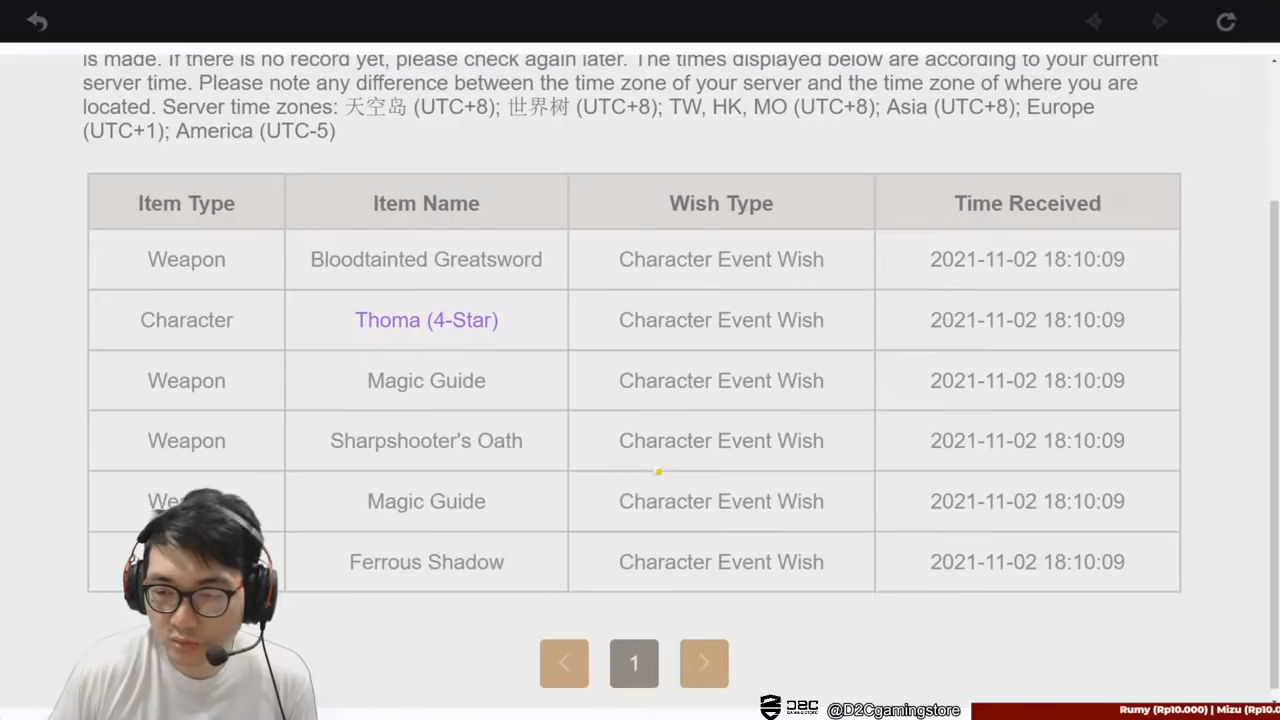 is made. If there is no record yet, please check again later. The times displayed below are according to your current
server time. Please note any difference between the time zone of your server and the time zone of where you are
located. Server time zones: 天空岛 (UTC+8); 世界树 (UTC+8); TW, HK, MO (UTC+8); Asia (UTC+8); Europe
(UTC+1); America (UTC-5)
Item Type Item Name Wish Type Time Received
Weapon Bloodtainted Greatsword Character Event Wish 2021-11-02 18:10:09
Character Thoma (4-Star) Character Event Wish 2021-11-02 18:10:09
Weapon Magic Guide Character Event Wish 2021-11-02 18:10:09
Weapon Sharpshooter's Oath Character Event Wish 2021-11-02 18:10:09
Magic Guide Character Event Wish 2021-11-02 18:10:09
Ferrous Shadow Character Event Wish 2021-11-02 18:10:09
1
D2C
@D2Cgamingstore
Rumy (Rp10.000) | Mizu (Rp10.0